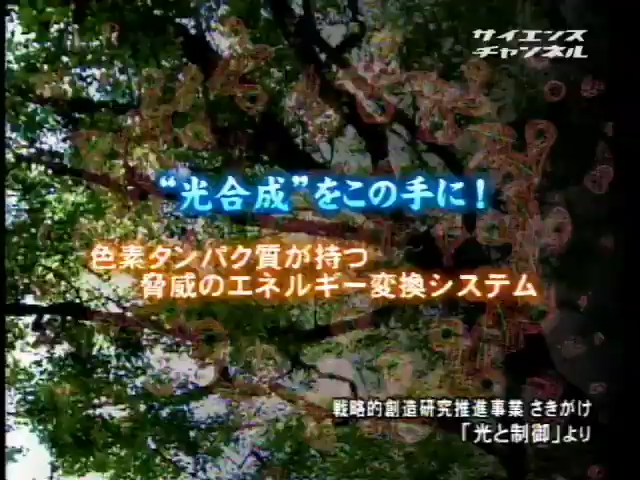 サイエンス
チャンネル
“光合成”をこの手に！
色素タンパク質が持つ
脅威のエネルギー変換システム
戦略的創造研究推進事業 さきがけ
「光と制御」より